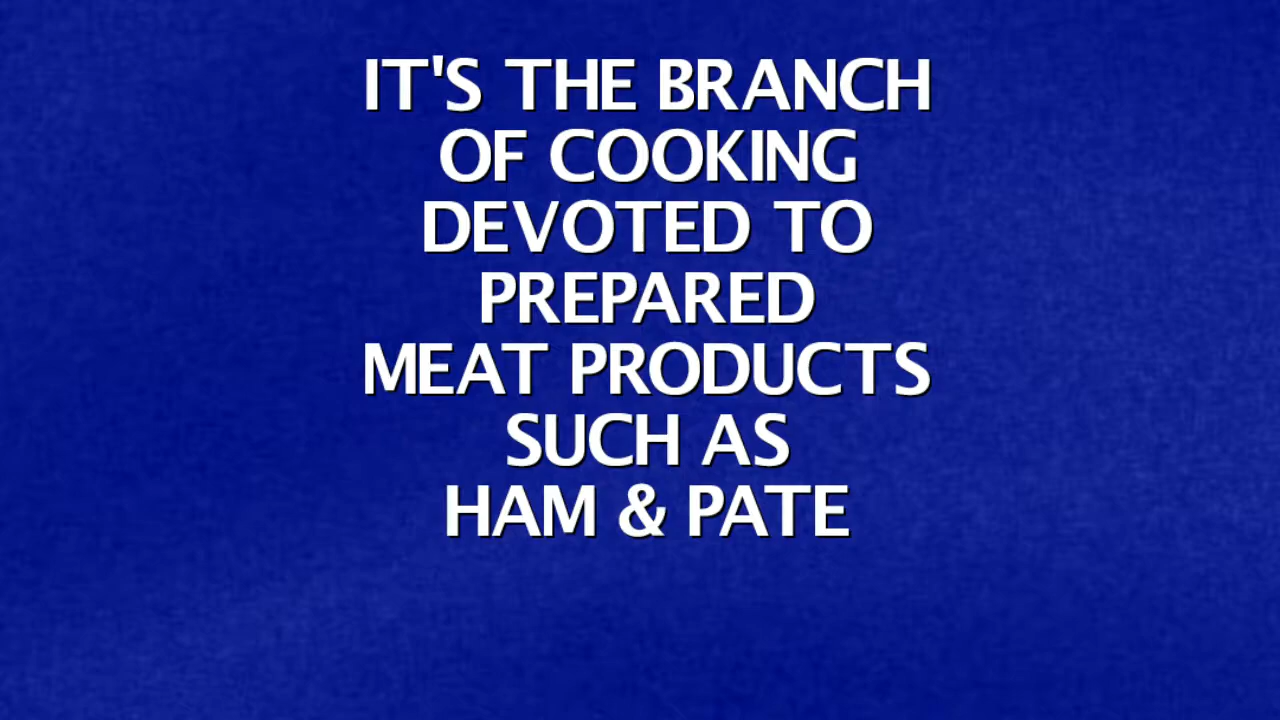 IT'S THE BRANCH
OF COOKING
DEVOTED TO
PREPARED
MEAT PRODUCTS
SUCH AS
HAM & PATE